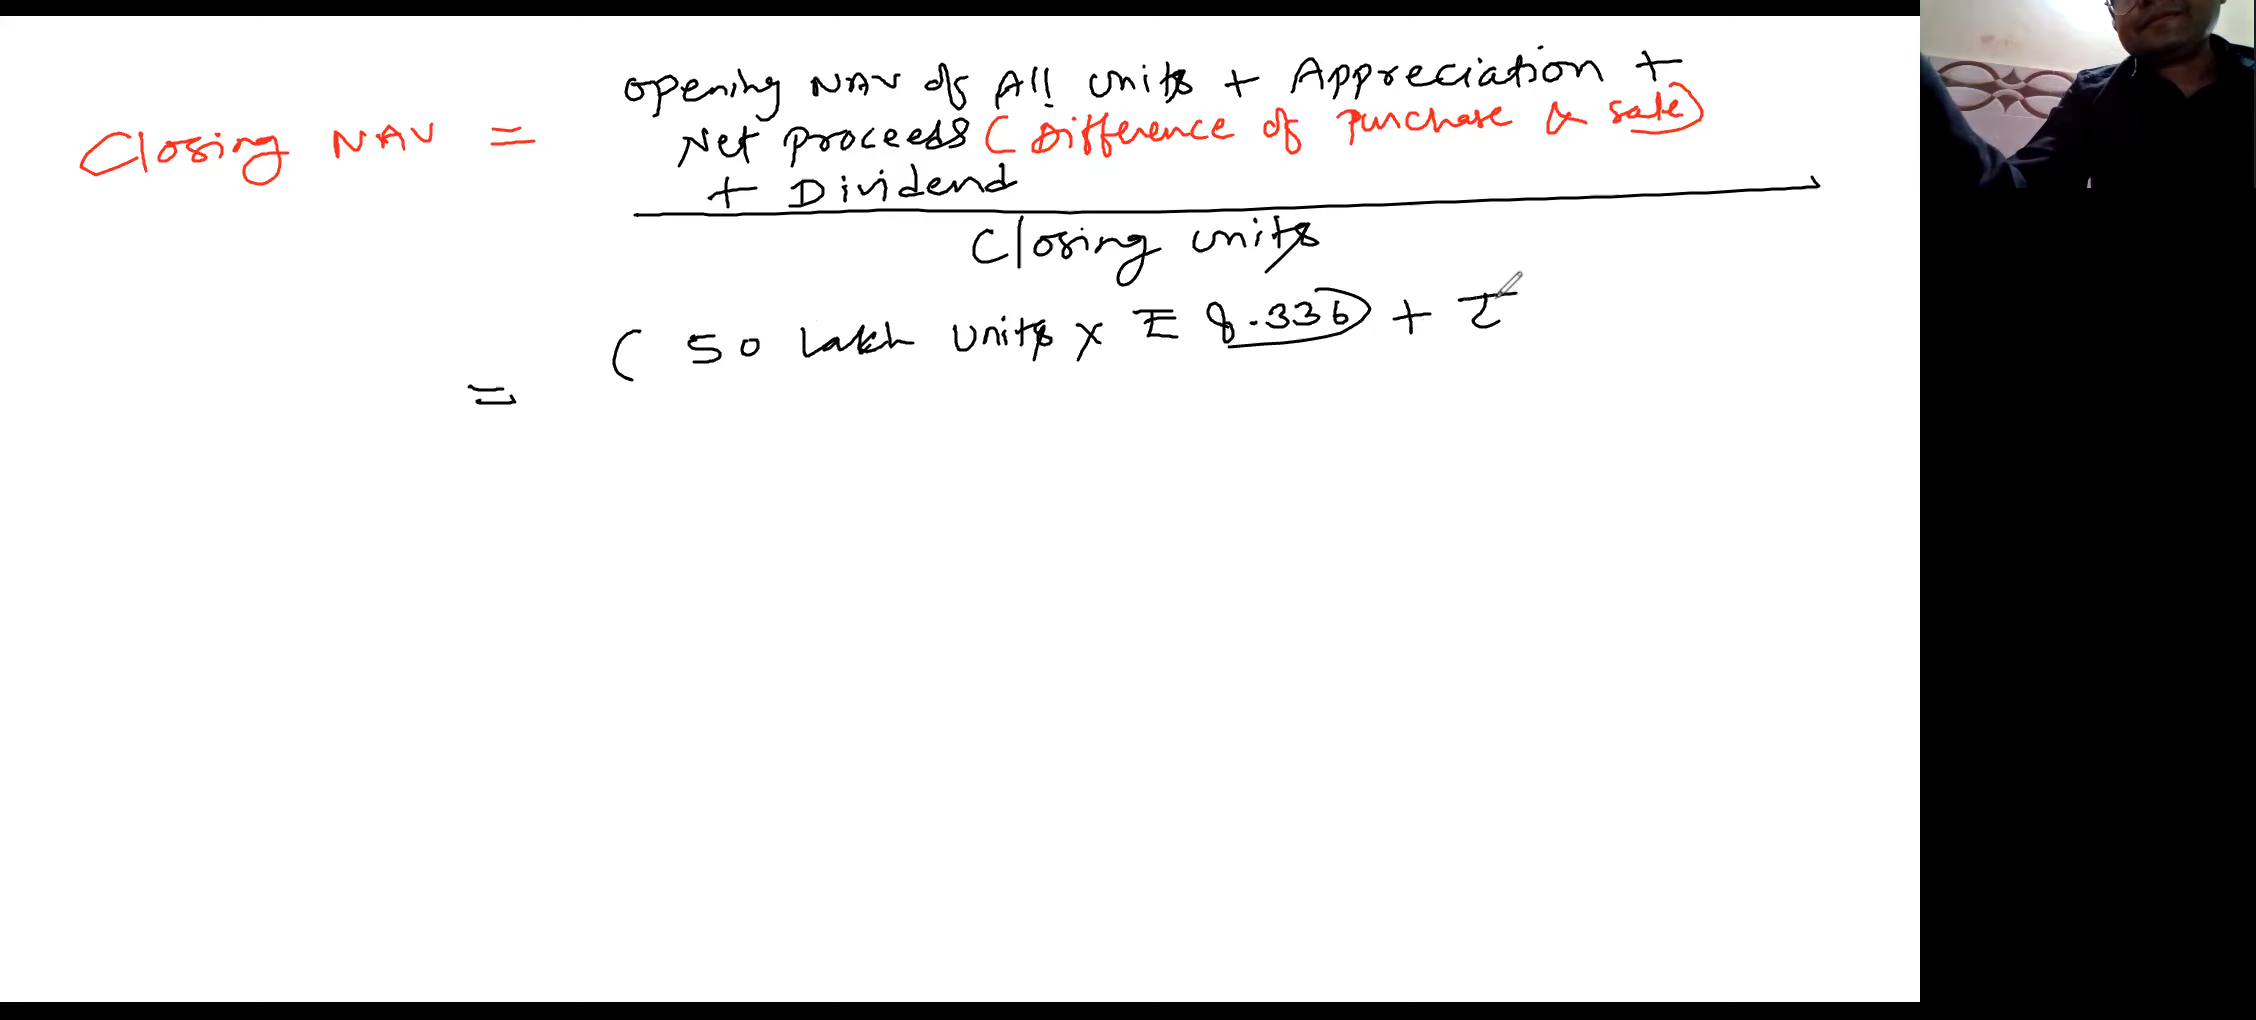 Opening NAV of All units + Appreciation +
Closing NAV = Net proceeds (Difference of Purchase & sale)
+ Dividend
Closing units
( 50 Lakh Units x ₹ 8.336 + ₹
=